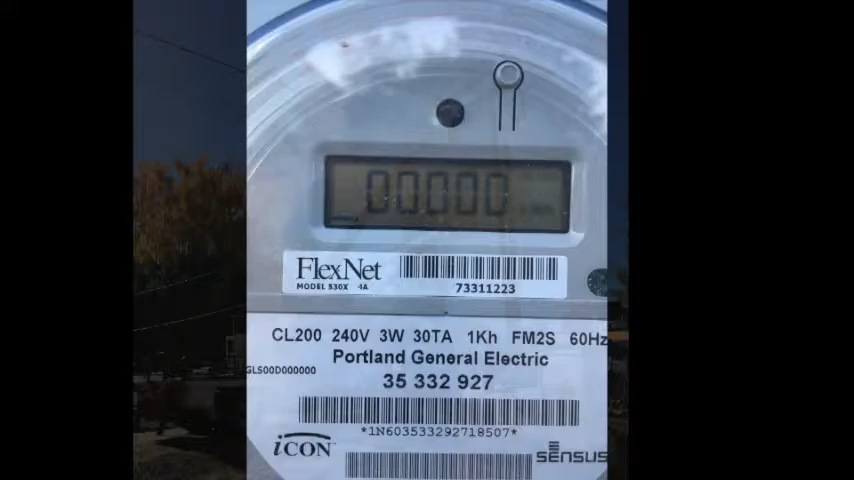 00000
FlexNet
MODEL 530X 4A
73311223
CL200 240V 3W 30TA 1Kh FM2S 60Hz
Portland General Electric
GLS00D000000
35 332 927
*1N603533292718507*
iCON
SENSUS